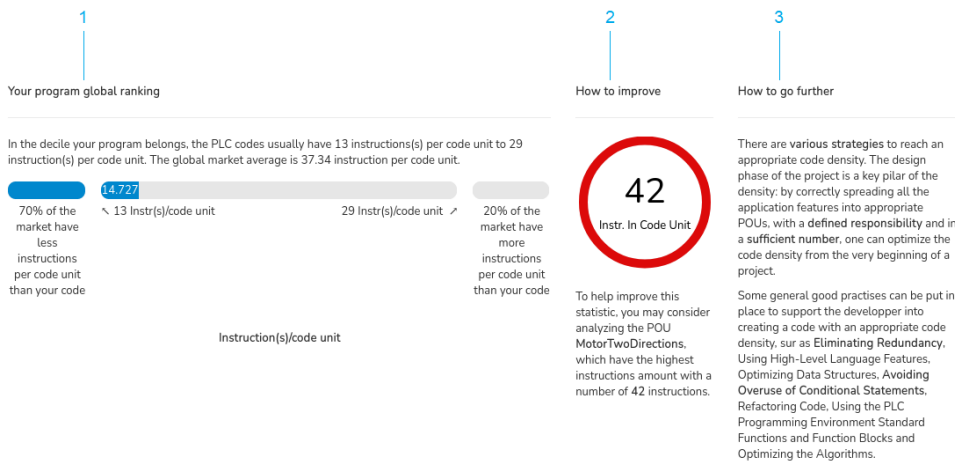 1
2
3
Your program global ranking
In the decile your program belongs, the PLC codes usually have 13 instructions(s) per code unit to 29
instruction(s) per code unit. The global market average is 37.34 instruction per code unit.
14.727
↖ 13 Instr(s)/code unit
29 Instr(s)/code unit ↗
70% of the
market have
less
instructions
per code unit
than your code
20% of the
market have
more
instructions
per code unit
than your code
Instruction(s)/code unit
How to improve
42
Instr. In Code Unit
To help improve this
statistic, you may consider
analyzing the POU
MotorTwoDirections,
which have the highest
instructions amount with a
number of 42 instructions.
How to go further
There are various strategies to reach an
appropriate code density. The design
phase of the project is a key pilar of the
density: by correctly spreading all the
application features into appropriate
POUs, with a defined responsibility and in
a sufficient number, one can optimize the
code density from the very beginning of a
project.
Some general good practises can be put in
place to support the developper into
creating a code with an appropriate code
density, sur as Eliminating Redundancy,
Using High-Level Language Features,
Optimizing Data Structures, Avoiding
Overuse of Conditional Statements,
Refactoring Code, Using the PLC
Programming Environment Standard
Functions and Function Blocks and
Optimizing the Algorithms.